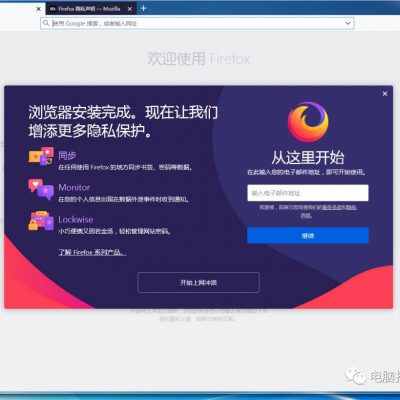 Firefox 隐私声明 — Mozilla
使用 Google 搜索，或者输入网址
欢迎使用 Firefox
浏览器安装完成。现在让我们
增添更多隐私保护。
同步
在任何使用 Firefox 的地方同步书签、密码等数据。
Monitor
在您的个人信息出现在数据外泄事件时收到通知。
Lockwise
小巧便携又固若金汤，轻松管理网站密码。
了解 Firefox 系列产品。
从这里开始
在此输入您的电子邮件地址，即可开始使用。
输入电子邮件地址
继续
开始上网冲浪
电脑技